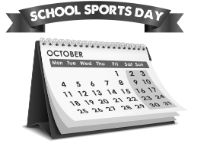 SCHOOL SPORTS DAY
OCTOBER
Mon Tue Wed Thu Fri Sat Sun
1 2 3
4 5 6 7 8 9 10
11 12 13 14 15 16 17
18 19 20 21 22 23 24
25 26 27 28 29 30 31